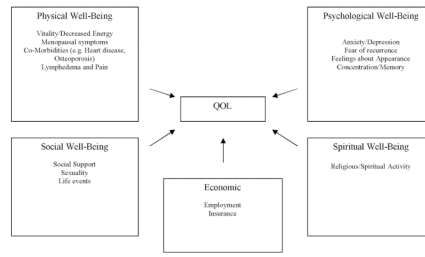 Physical Well-Being
Vitality/Decreased Energy
Menopausal symptoms
Co-Morbidities (e.g. Heart disease,
Osteoporosis)
Lymphedema and Pain
Psychological Well-Being
Anxiety/Depression
Fear of recurrence
Feelings about Appearance
Concentration/Memory
QOL
Social Well-Being
Social Support
Sexuality
Life events
Economic
Employment
Insurance
Spiritual Well-Being
Religious/Spiritual Activity